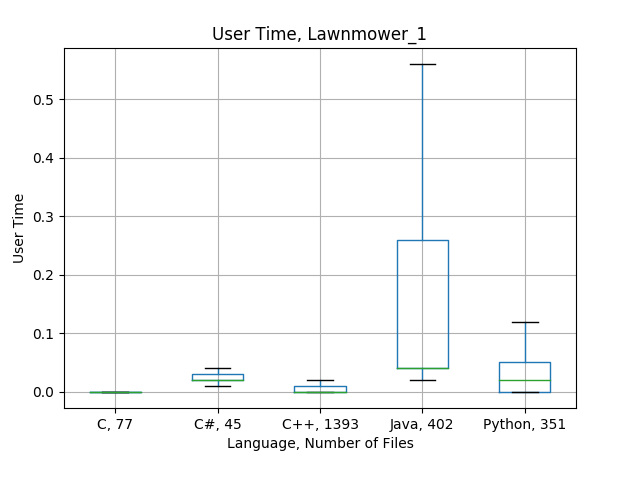 User Time, Lawnmower_1
0.5
0.4
0.3
0.2
0.1
0.0
User Time
C, 77
C#, 45
C++, 1393
Java, 402
Python, 351
Language, Number of Files